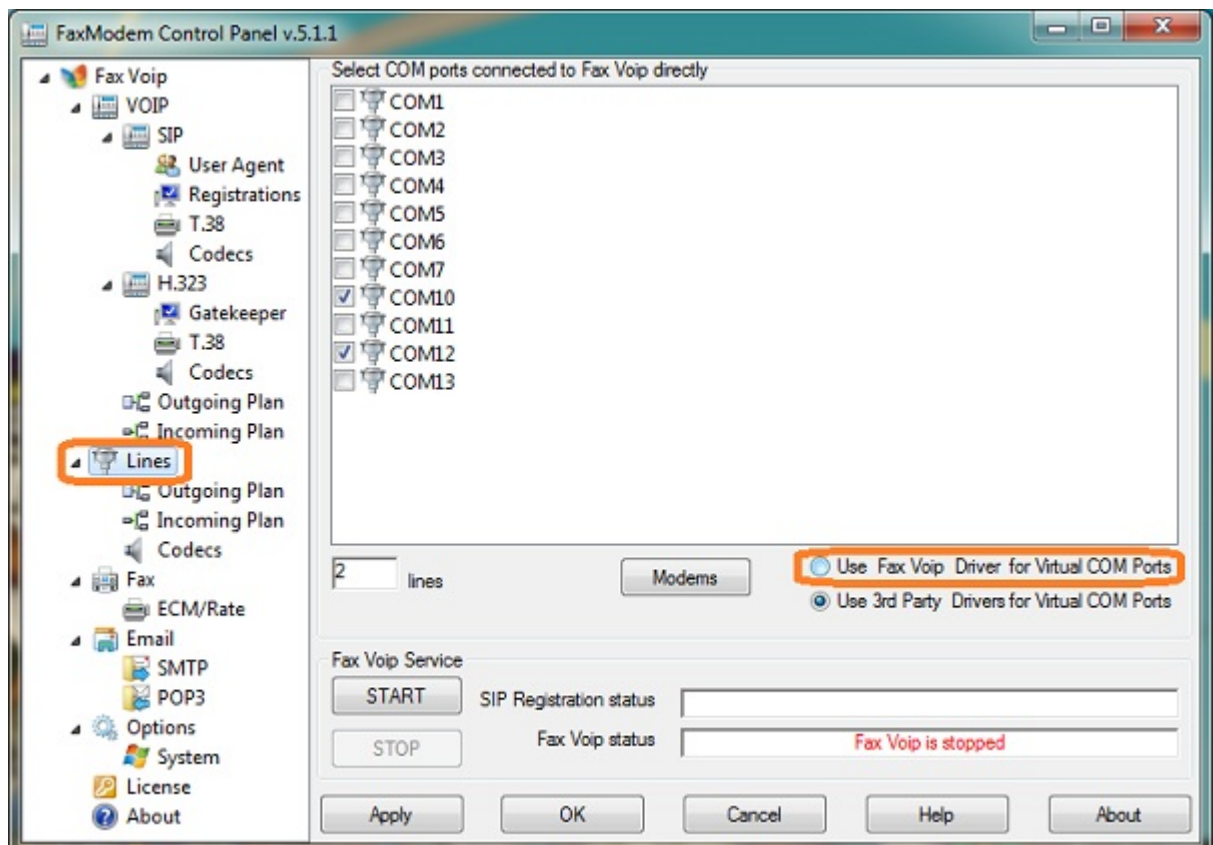 FaxModem Control Panel v.5.1.1
Fax Voip
VOIP
SIP
User Agent
Registrations
T.38
Codecs
H.323
Gatekeeper
T.38
Codecs
Outgoing Plan
Incoming Plan
Lines
Outgoing Plan
Incoming Plan
Codecs
Fax
ECM/Rate
Email
SMTP
POP3
Options
System
License
About
Select COM ports connected to Fax Voip directly
COM1
COM2
COM3
COM4
COM5
COM6
COM7
COM10
COM11
COM12
COM13
2 lines
Modems
Use Fax Voip Driver for Virtual COM Ports
Use 3rd Party Drivers for Virtual COM Ports
Fax Voip Service
START
SIP Registration status
STOP
Fax Voip status
Fax Voip is stopped
Apply
OK
Cancel
Help
About